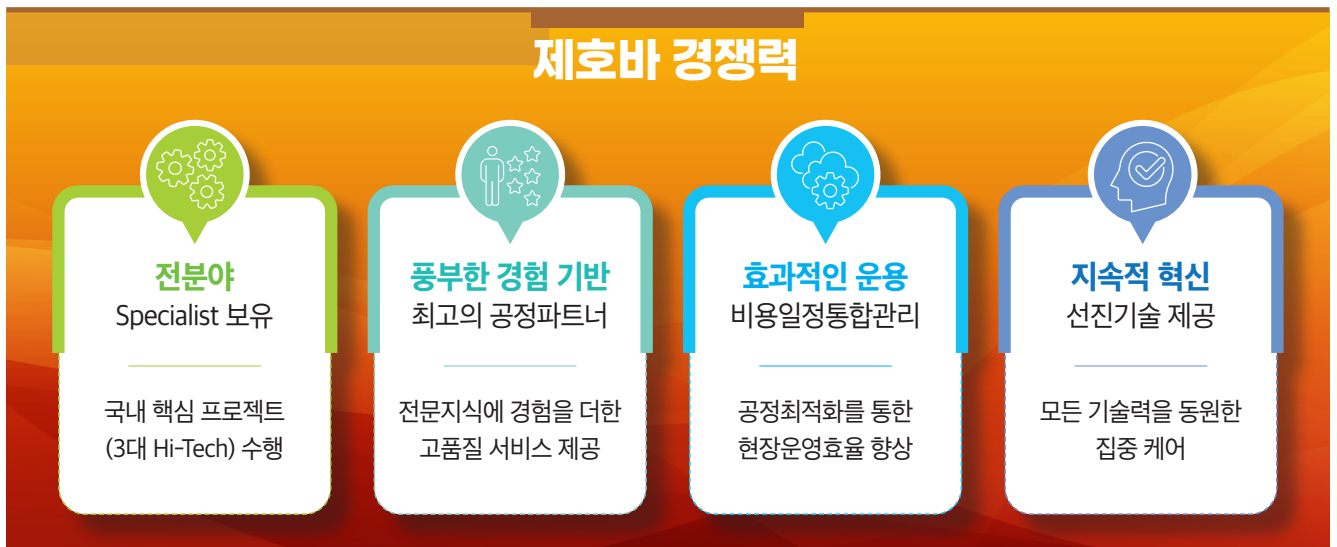 제호바 경쟁력
전분야
Specialist 보유
국내 핵심 프로젝트
(3대 Hi-Tech) 수행
풍부한 경험 기반
최고의 공정파트너
전문지식에 경험을 더한
고품질 서비스 제공
효과적인 운용
비용일정통합관리
공정최적화를 통한
현장운영효율 향상
지속적 혁신
선진기술 제공
모든 기술력을 동원한
집중 케어